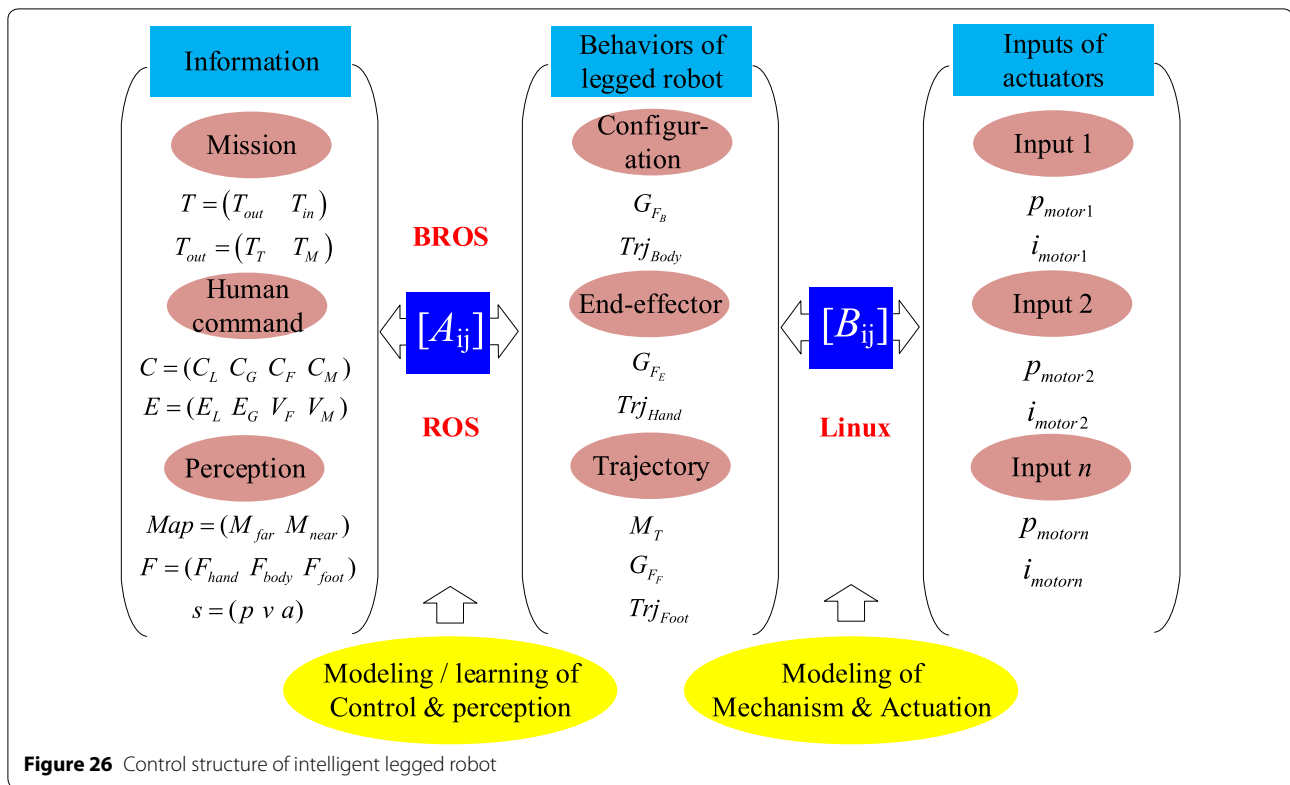 Information
Mission
T = (T_out T_in)
T_out = (T_T T_M)
Human
command
C = (C_L C_G C_F C_M)
E = (E_L E_G V_F V_M)
Perception
Map = (M_far M_near)
F = (F_hand F_body F_foot)
s = (p v a)
BROS
[A_ij]
ROS
Modeling / learning of
Control & perception
Behaviors of
legged robot
Configur-
ation
G_F_B
Trj_Body
End-effector
G_F_E
Trj_Hand
Trajectory
M_T
G_F_F
Trj_Foot
[B_ij]
Linux
Modeling of
Mechanism & Actuation
Inputs of
actuators
Input 1
p_motor1
i_motor1
Input 2
p_motor2
i_motor2
Input n
p_motorn
i_motorn
Figure 26 Control structure of intelligent legged robot